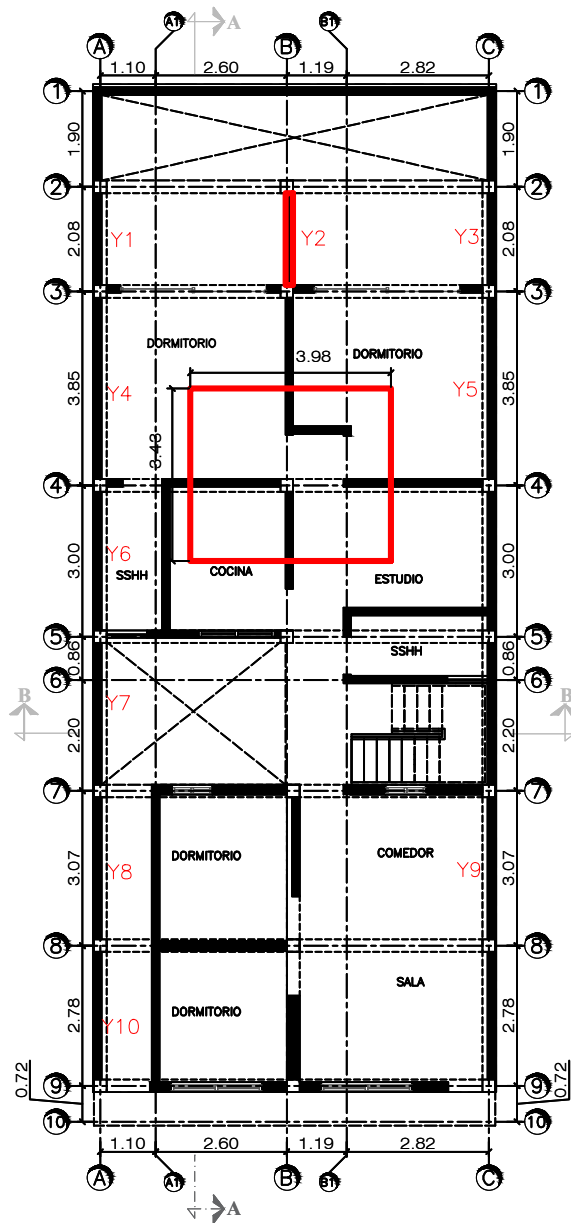 A1 A B1
A B C
1.10 2.60 1.19 2.82
1 1
1.90 1.90
2 2
2.08 Y1 Y2 Y3 2.08
3 3
DORMITORIO DORMITORIO
3.98
3.85 Y4 Y5 3.85
3.43
4 4
3.00 Y6 3.00
SSHH COCINA ESTUDIO
5 5
0.86 SSHH 0.86
6 6
B Y7 B
2.20 2.20
7 7
DORMITORIO COMEDOR
3.07 Y8 Y9 3.07
8 8
SALA
2.78 DORMITORIO 2.78
Y10
0.72 9 9 0.72
10 10
1.10 2.60 1.19 2.82
A A1 B B1 C
A